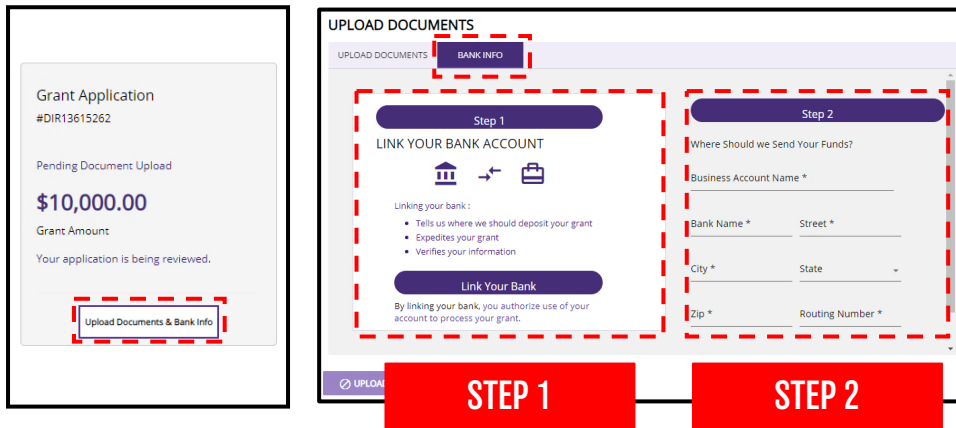 Grant Application
#DIR13615262
Pending Document Upload
$10,000.00
Grant Amount
Your application is being reviewed.
Upload Documents & Bank Info
UPLOAD DOCUMENTS
UPLOAD DOCUMENTS
BANK INFO
Step 1
LINK YOUR BANK ACCOUNT
Linking your bank :
• Tells us where we should deposit your grant
• Expedites your grant
• Verifies your information
Link Your Bank
By linking your bank, you authorize use of your
account to process your grant.
Step 2
Where Should we Send Your Funds?
Business Account Name *
Bank Name * Street *
City * State
Zip * Routing Number *
STEP 1
STEP 2